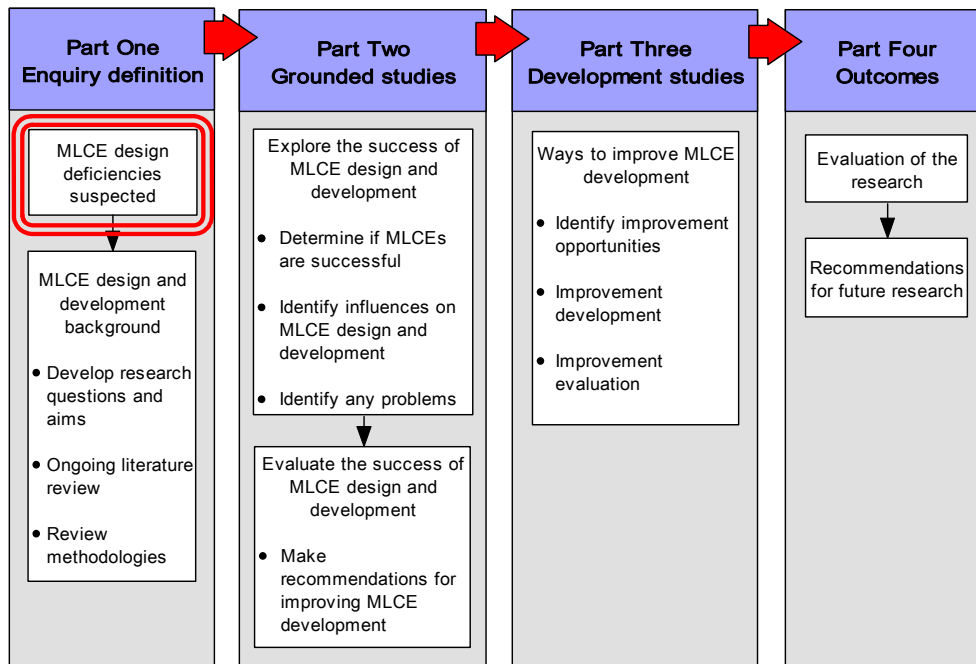 Part One
Enquiry definition
MLCE design
deficiencies
suspected
MLCE design and
development
background
• Develop research
questions and
aims
• Ongoing literature
review
• Review
methodologies
Part Two
Grounded studies
Explore the success of
MLCE design and
development
• Determine if MLCEs
are successful
• Identify influences on
MLCE design and
development
• Identify any problems
Evaluate the success of
MLCE design and
development
• Make
recommendations for
improving MLCE
development
Part Three
Development studies
Ways to improve MLCE
development
• Identify improvement
opportunities
• Improvement
development
• Improvement
evaluation
Part Four
Outcomes
Evaluation of the
research
Recommendations
for future research